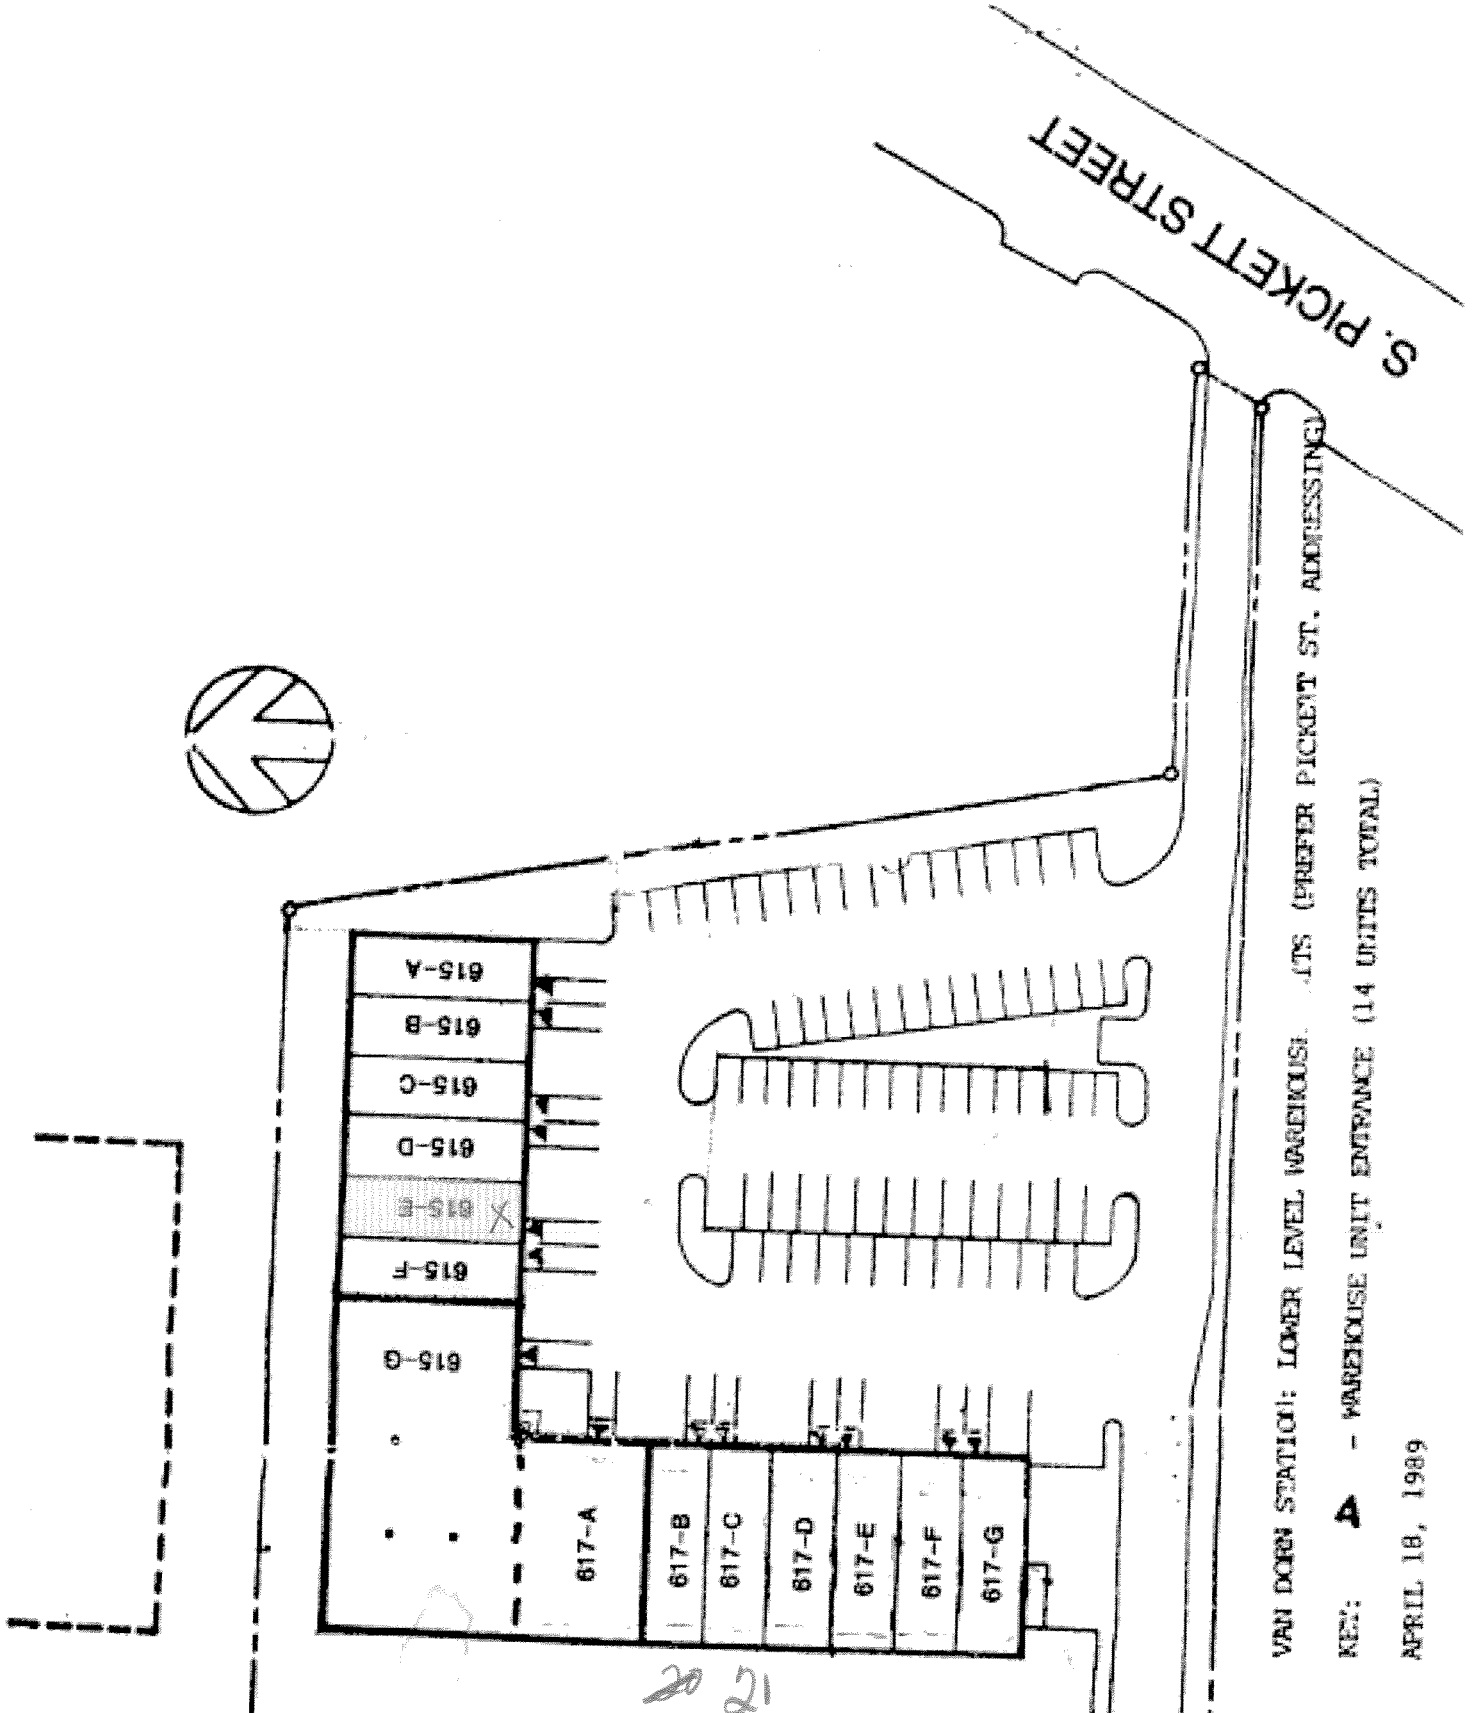 S. PICKETT STREET
615-A
615-B
615-C
615-D
615-E X
615-F
615-G
617-A
617-B
617-C
617-D
617-E
617-F
617-G
20 21
VAN DORN STATION: LOWER LEVEL WAREHOUSE ITS (PREFER PICKETT ST. ADDRESSING)
KEY: - WAREHOUSE UNIT ENTRANCE (14 UNITS TOTAL)
APRIL 18, 1989